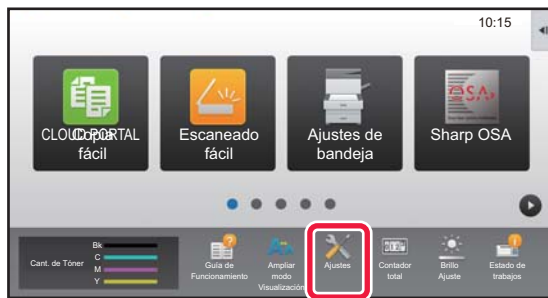 10:15
CLOUD PORTAL
Copia
fácil
Escaneado
fácil
Ajustes de
bandeja
Sharp OSA
OSA
Cant. de Tóner
Bk
C
M
Y
Guía de
Funcionamiento
Ampliar
modo
Visualización
Ajustes
Contador
total
Brillo
Ajuste
Estado de
trabajos